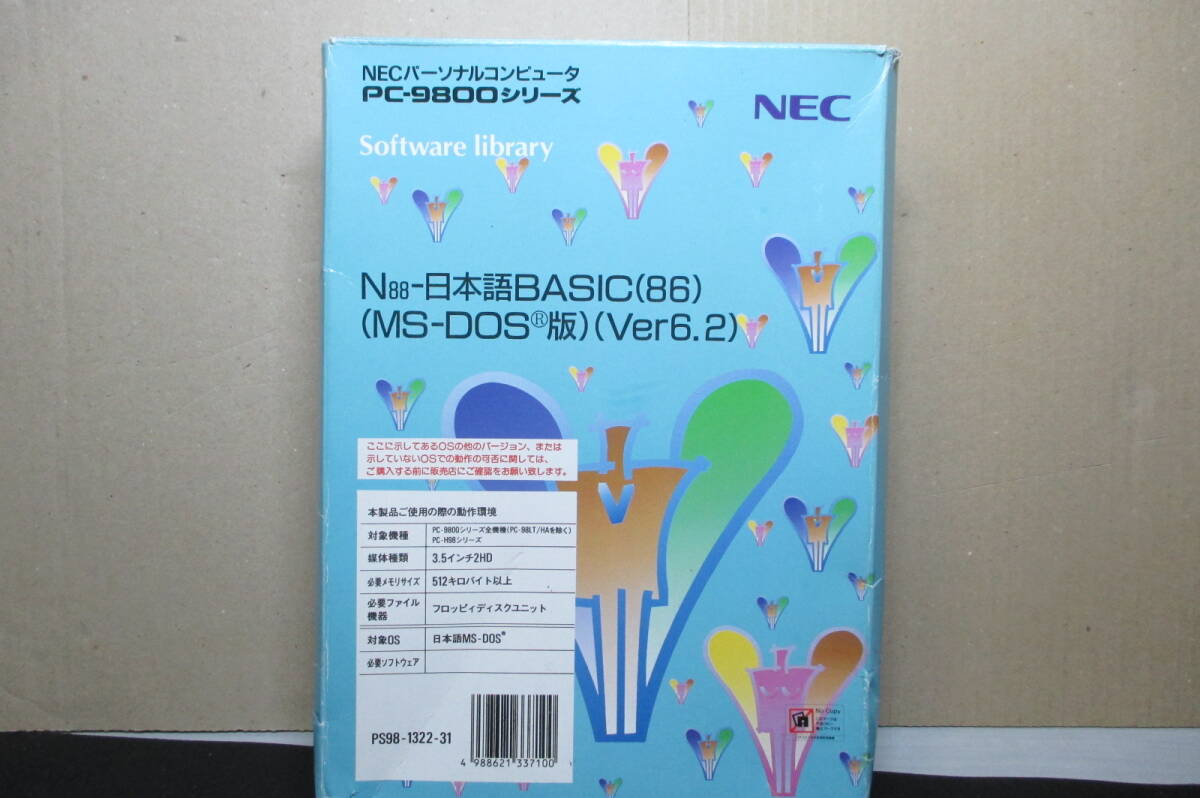 NECパーソナルコンピュータ
PC-9800シリーズ
NEC
Software library
N88-日本語BASIC(86)
(MS-DOS®版)(Ver6.2)
ここに示してあるOSの他のバージョン、または
示していないOSでの動作の可否に関しては、
ご購入する前に販売店にご確認をお願い致します。
本製品ご使用の際の動作環境
対象機種 PC-9800シリーズ全機種(PC-98LT/HAを除く)
PC-H98シリーズ
媒体種類 3.5インチ2HD
必要メモリサイズ 512キロバイト以上
必要ファイル
機器 フロッピィディスクユニット
対象OS 日本語MS-DOS®
必要ソフトウェア
PS98-1322-31
4 988621 337100
No Copy